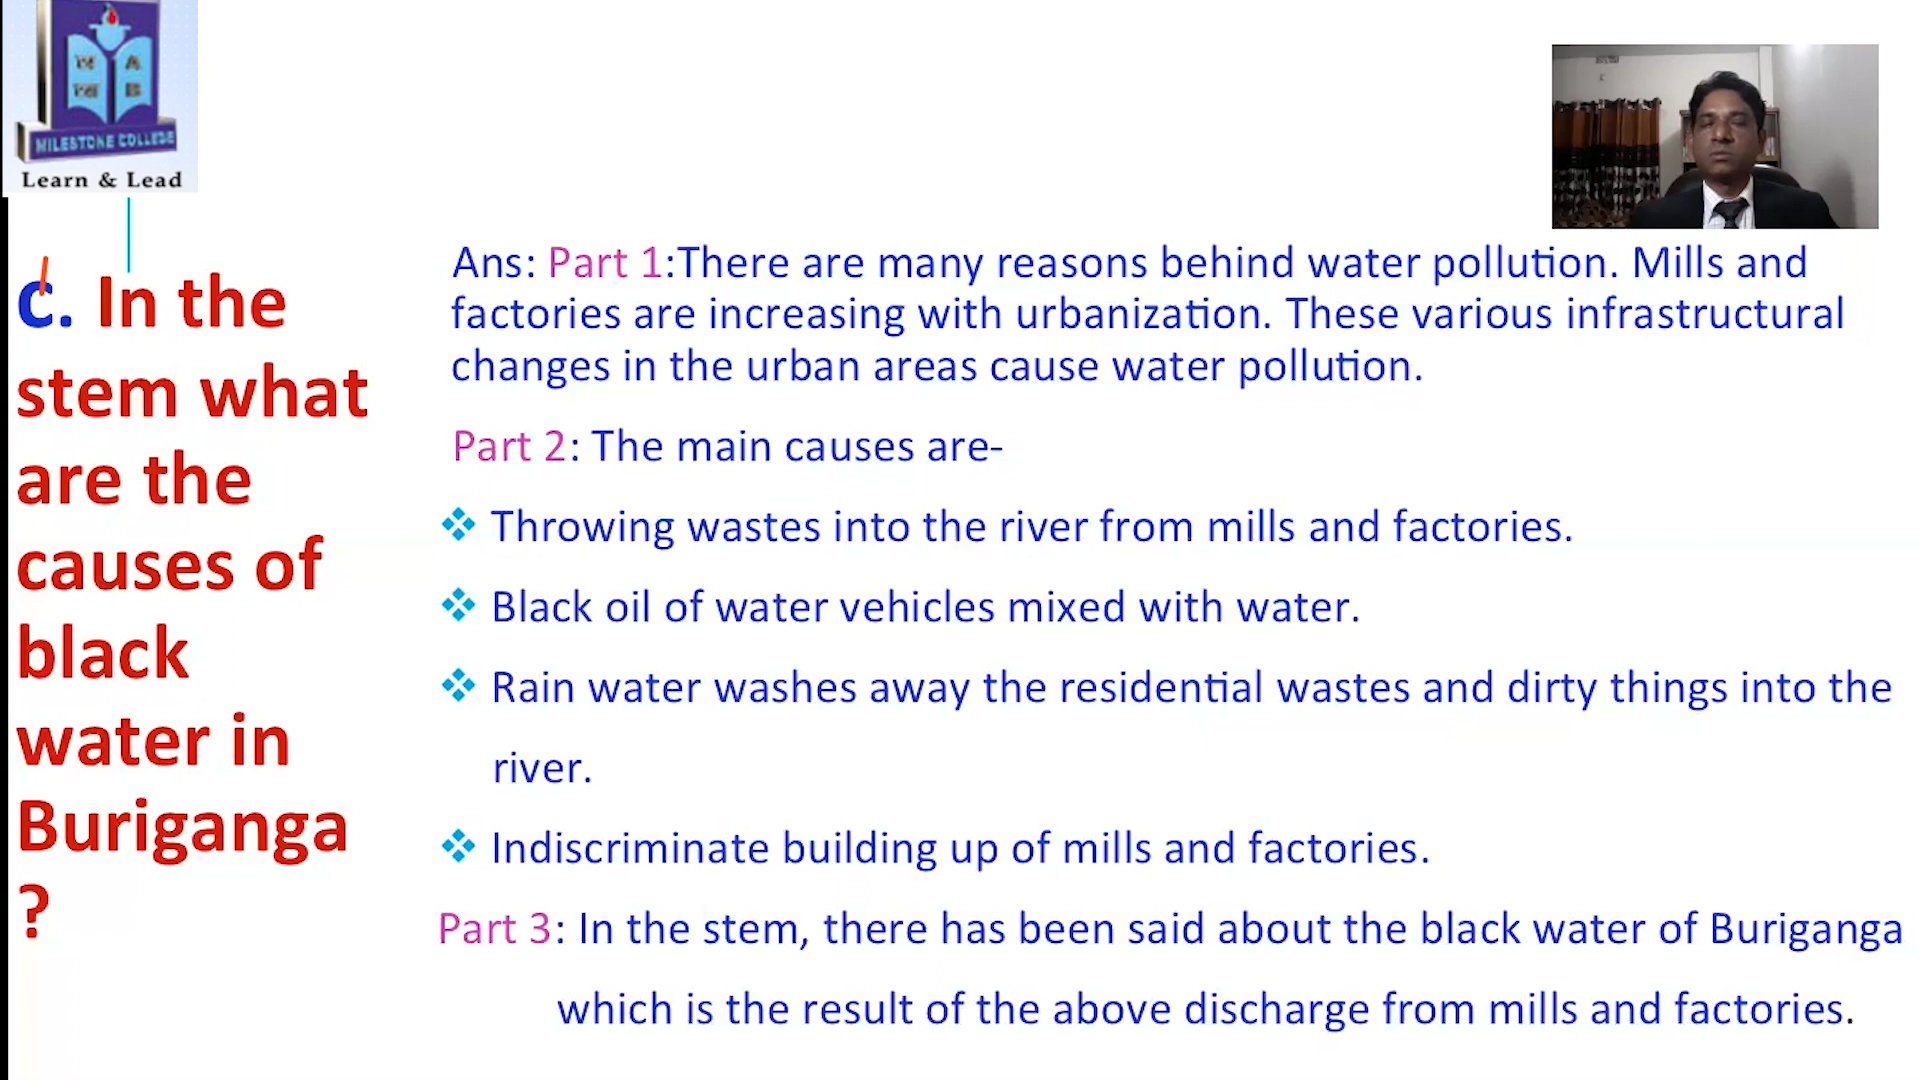 MILESTONE COLLEGE
Learn & Lead
c. In the
stem what
are the
causes of
black
water in
Buriganga
?
Ans: Part 1:There are many reasons behind water pollution. Mills and
factories are increasing with urbanization. These various infrastructural
changes in the urban areas cause water pollution.
Part 2: The main causes are-
❖ Throwing wastes into the river from mills and factories.
❖ Black oil of water vehicles mixed with water.
❖ Rain water washes away the residential wastes and dirty things into the
river.
❖ Indiscriminate building up of mills and factories.
Part 3: In the stem, there has been said about the black water of Buriganga
which is the result of the above discharge from mills and factories.